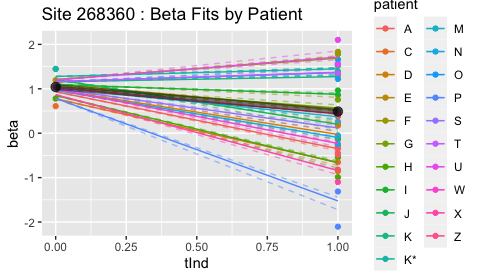 Site 268360 : Beta Fits by Patient
patient
A M
C N
D O
E P
F S
G T
H U
I W
J X
K Z
K*
beta
2
1
0
-1
-2
0.00 0.25 0.50 0.75 1.00
tInd